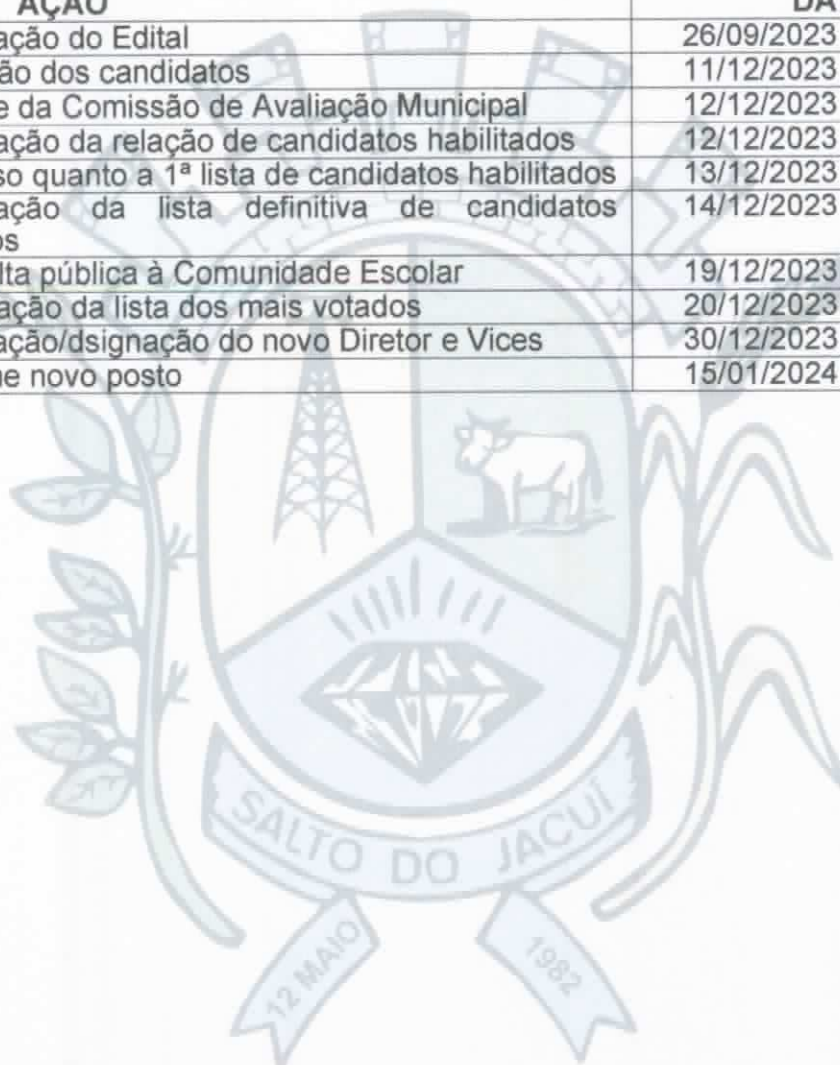 AÇÃO DA
ação do Edital 26/09/2023
ão dos candidatos 11/12/2023
e da Comissão de Avaliação Municipal 12/12/2023
ação da relação de candidatos habilitados 12/12/2023
so quanto a 1ª lista de candidatos habilitados 13/12/2023
ação da lista definitiva de candidatos 14/12/2023
os
lta pública à Comunidade Escolar 19/12/2023
ação da lista dos mais votados 20/12/2023
ação/dsignação do novo Diretor e Vices 30/12/2023
ne novo posto 15/01/2024
SALTO DO JACUÍ
12 MAIO 1982